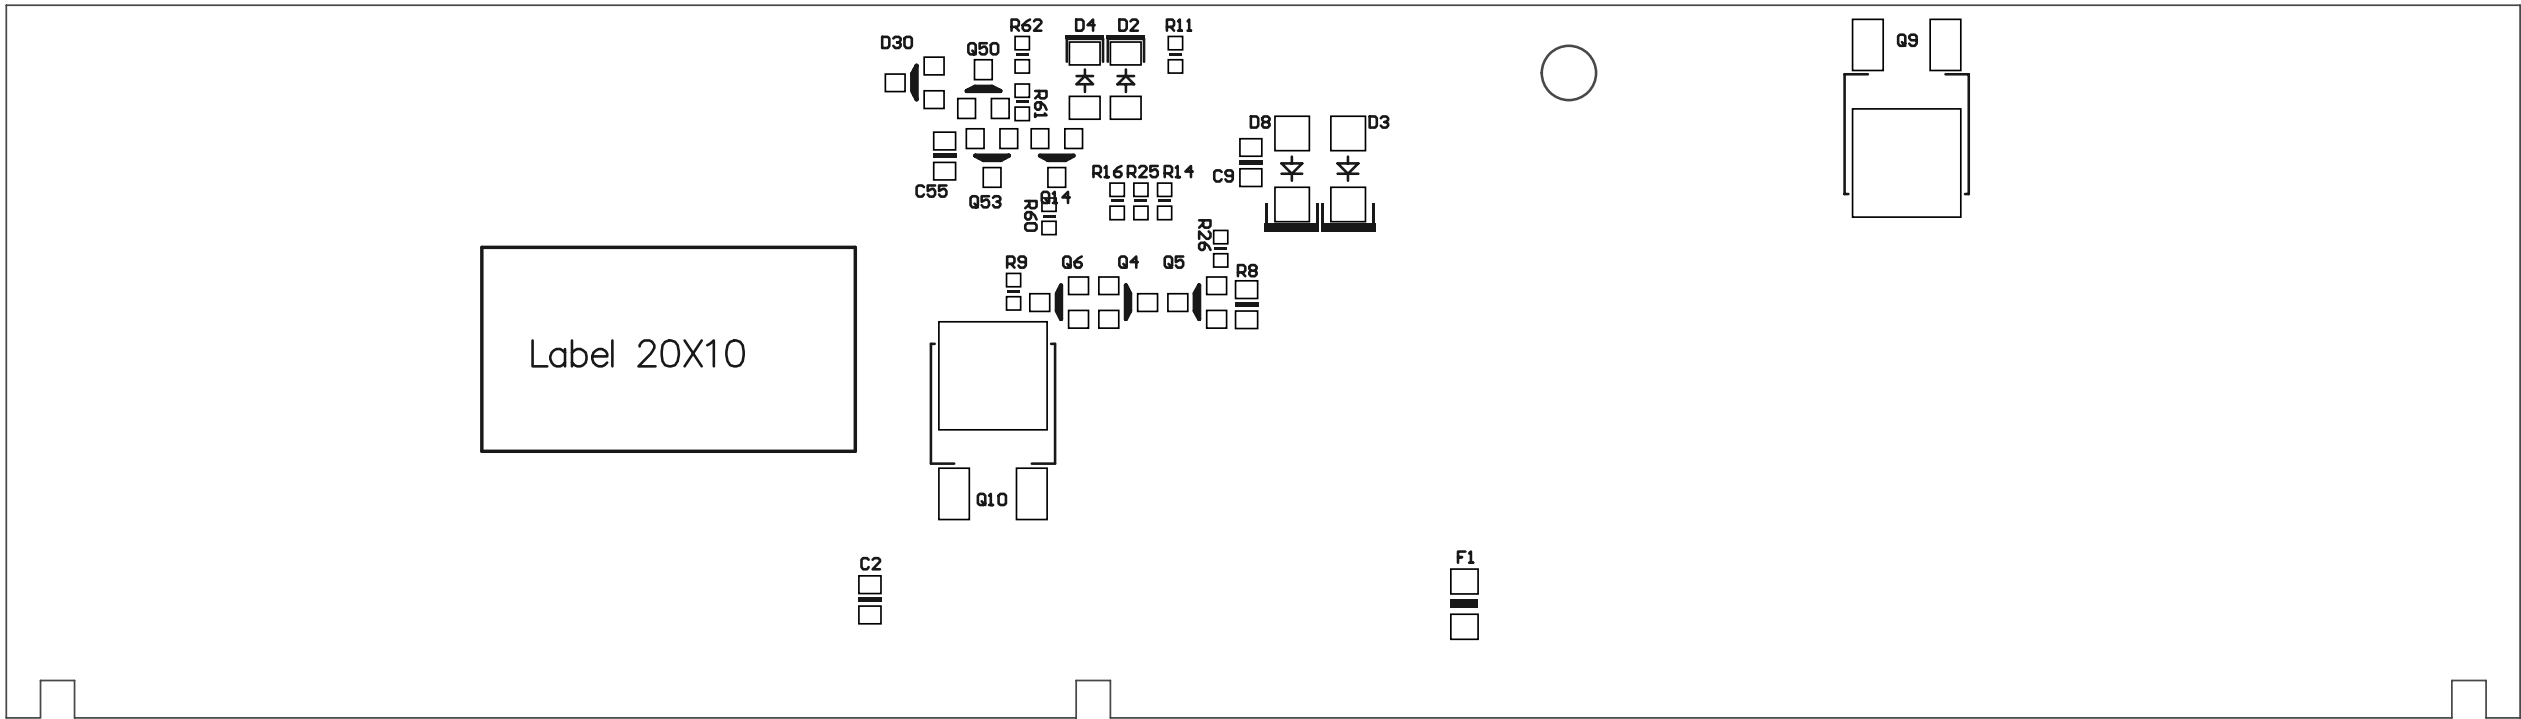 R62
D4
D2
R11
D30
Q50
Q9
R61
D8
D3
C55
R16
R25
R14
C9
Q53
R60
Q14
R26
R9
Q6
Q4
Q5
R8
Label 20X10
Q10
C2
F1